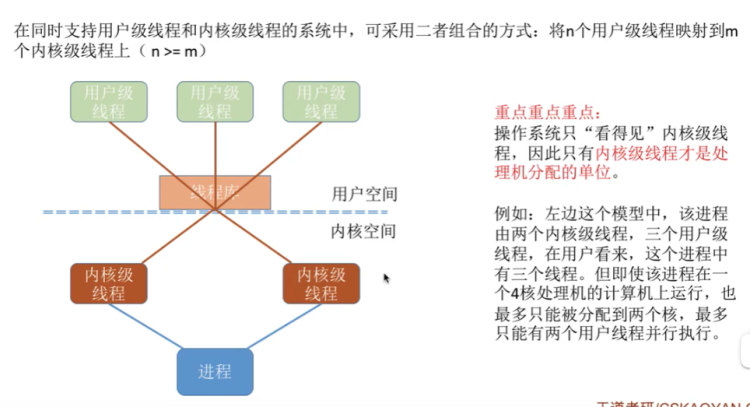 在同时支持用户级线程和内核级线程的系统中，可采用二者组合的方式：将n个用户级线程映射到m
个内核级线程上（ n >= m）
用户级
线程
用户级
线程
用户级
线程
线程库
用户空间
内核空间
内核级
线程
内核级
线程
进程
重点重点重点：
操作系统只“看得见”内核级线
程，因此只有内核级线程才是处
理机分配的单位。
例如：左边这个模型中，该进程
由两个内核级线程，三个用户级
线程，在用户看来，这个进程中
有三个线程。但即使该进程在一
个4核处理机的计算机上运行，也
最多只能被分配到两个核，最多
只能有两个用户线程并行执行。